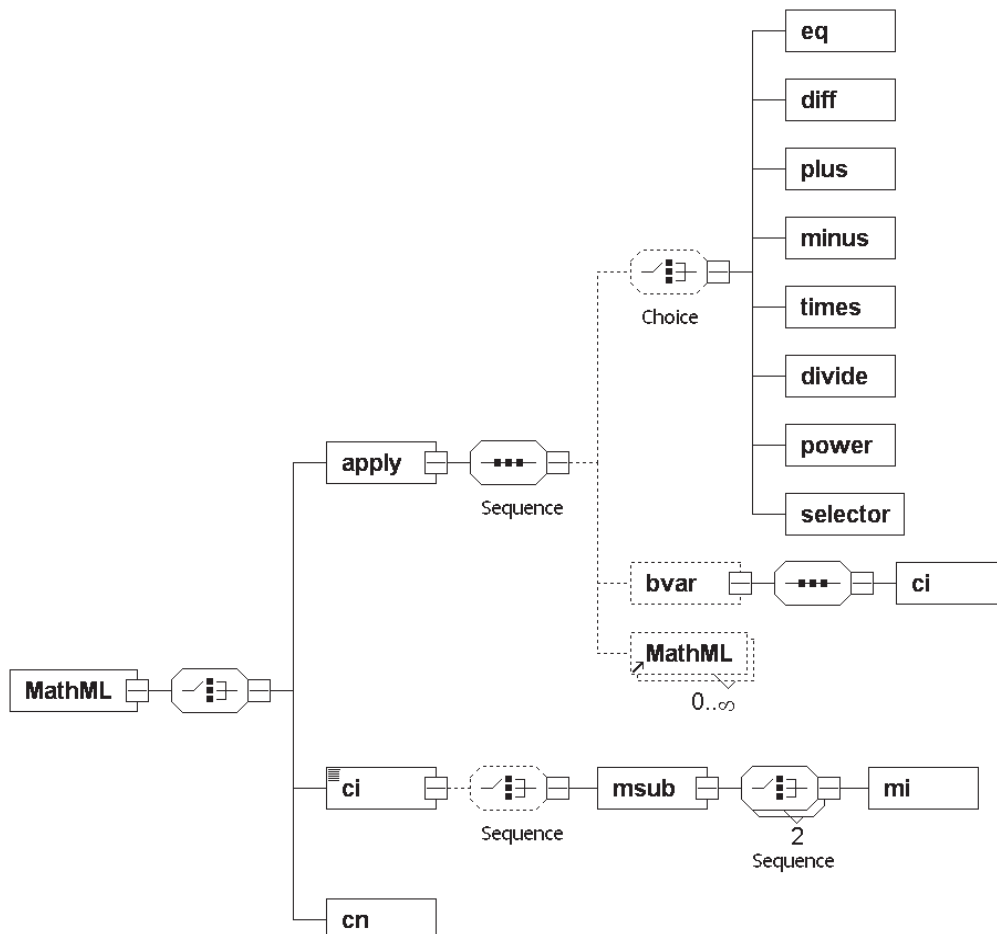 eq
diff
plus
minus
times
Choice
divide
power
apply
Sequence
selector
bvar
ci
MathML
0..∞
MathML
ci
msub
mi
Sequence
2
Sequence
cn